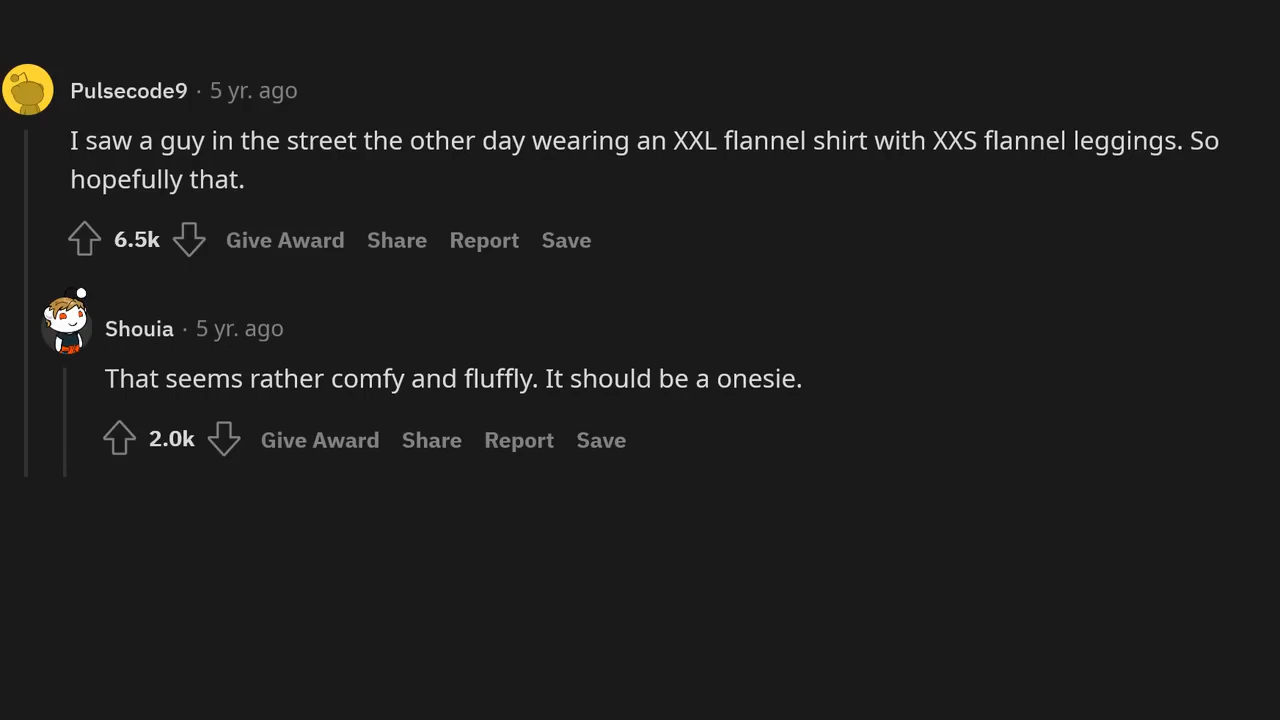 Pulsecode9 · 5 yr. ago
I saw a guy in the street the other day wearing an XXL flannel shirt with XXS flannel leggings. So
hopefully that.
6.5k Give Award Share Report Save
Shouia · 5 yr. ago
That seems rather comfy and fluffly. It should be a onesie.
2.0k Give Award Share Report Save